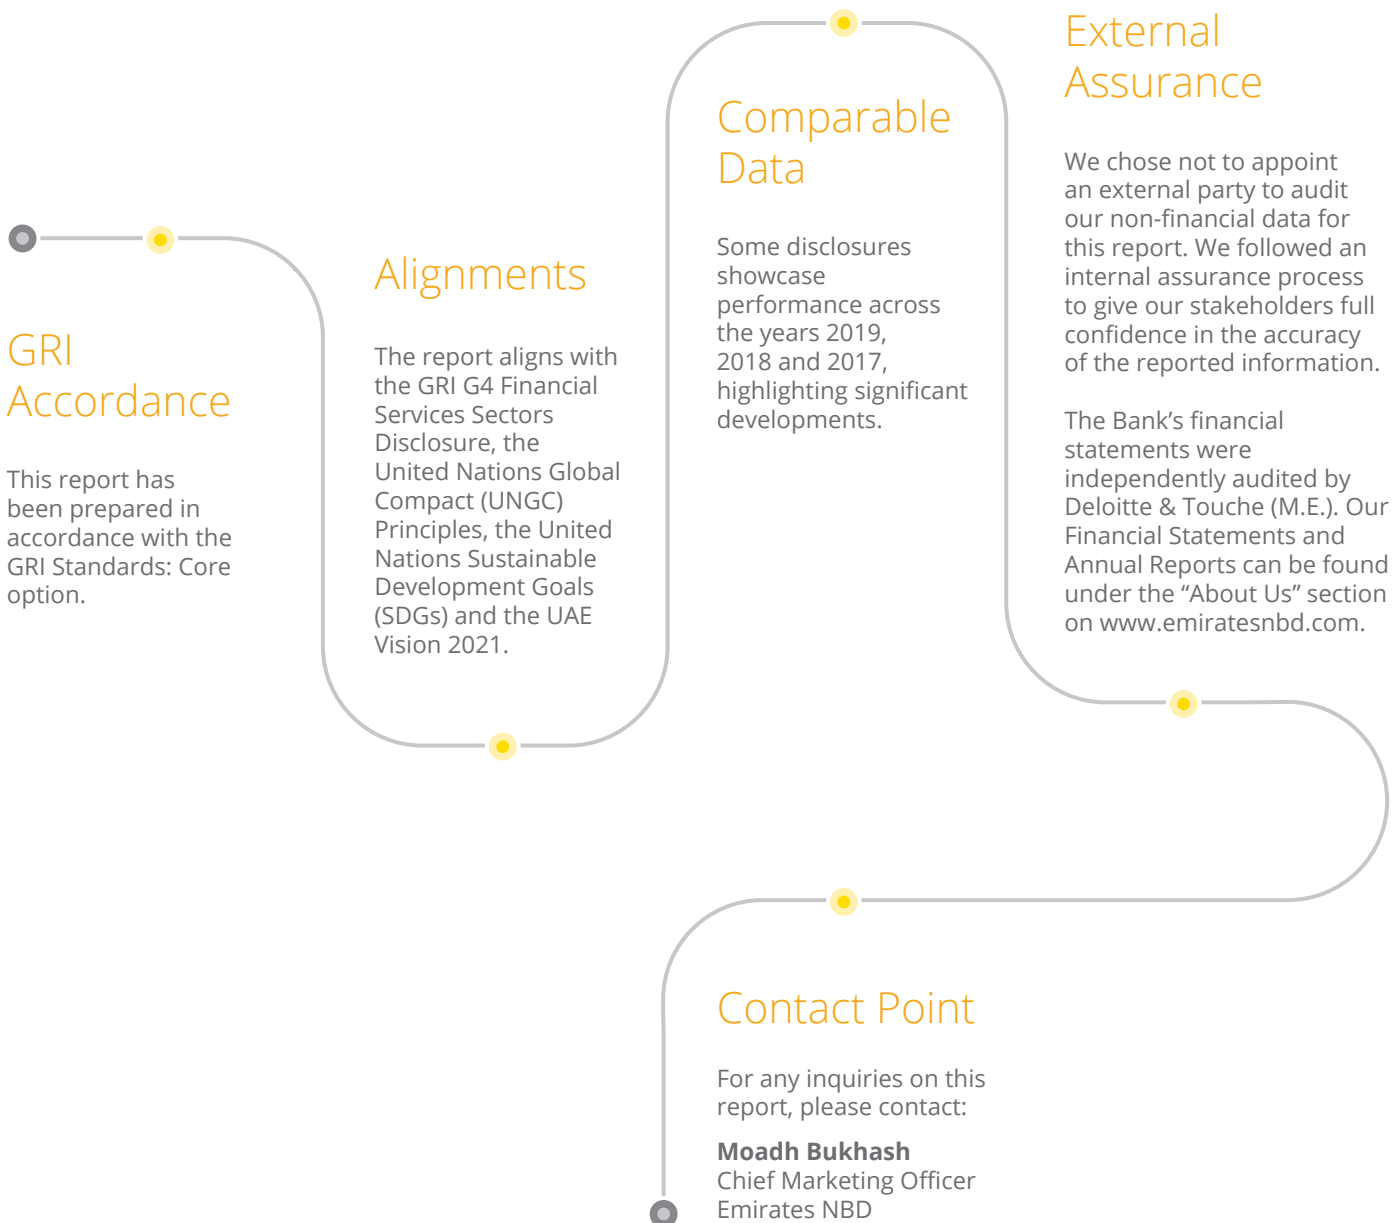 GRI
Accordance
This report has
been prepared in
accordance with the
GRI Standards: Core
option.
Alignments
The report aligns with
the GRI G4 Financial
Services Sectors
Disclosure, the
United Nations Global
Compact (UNGC)
Principles, the United
Nations Sustainable
Development Goals
(SDGs) and the UAE
Vision 2021.
Comparable
Data
Some disclosures
showcase
performance across
the years 2019,
2018 and 2017,
highlighting significant
developments.
External
Assurance
We chose not to appoint
an external party to audit
our non-financial data for
this report. We followed an
internal assurance process
to give our stakeholders full
confidence in the accuracy
of the reported information.
The Bank’s financial
statements were
independently audited by
Deloitte & Touche (M.E.). Our
Financial Statements and
Annual Reports can be found
under the “About Us” section
on www.emiratesnbd.com.
Contact Point
For any inquiries on this
report, please contact:
Moadh Bukhash
Chief Marketing Officer
Emirates NBD